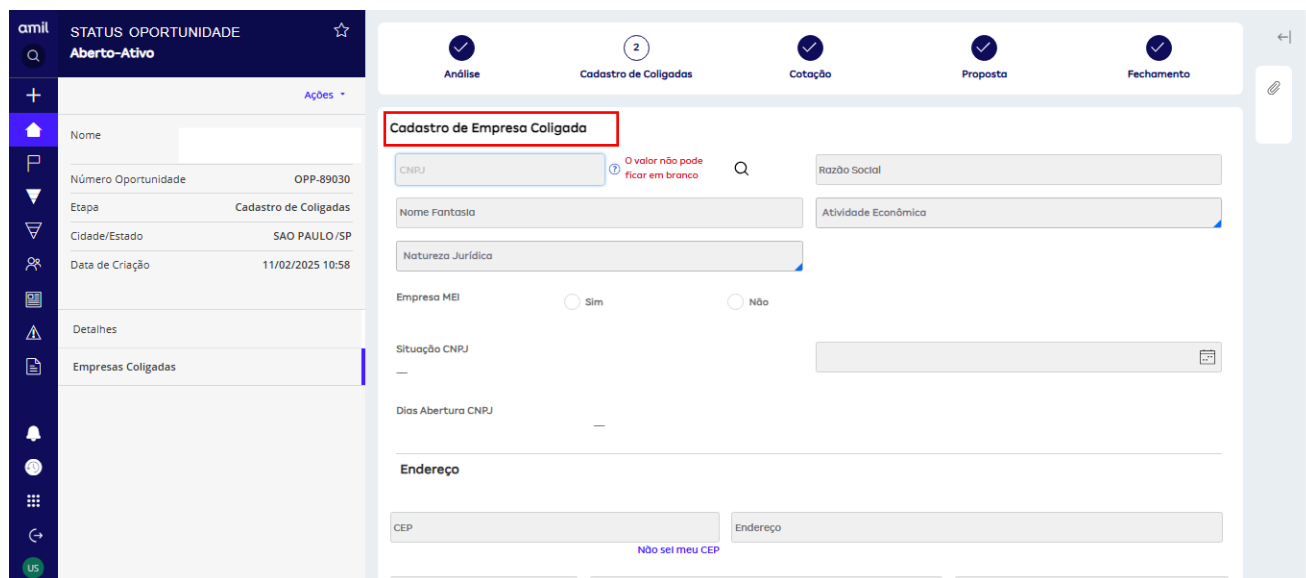 amil
STATUS OPORTUNIDADE
Aberto-Ativo
Ações
Nome
Número Oportunidade OPP-89030
Etapa Cadastro de Coligadas
Cidade/Estado SAO PAULO/SP
Data de Criação 11/02/2025 10:58
Detalhes
Empresas Coligadas
US
2
Análise Cadastro de Coligadas Cotação Proposta Fechamento
Cadastro de Empresa Coligada
CNPJ ? O valor não pode
ficar em branco
Razão Social
Nome Fantasia Atividade Econômica
Natureza Jurídica
Empresa MEI Sim Não
Situação CNPJ
—
Dias Abertura CNPJ
—
Endereço
CEP Endereço
Não sei meu CEP